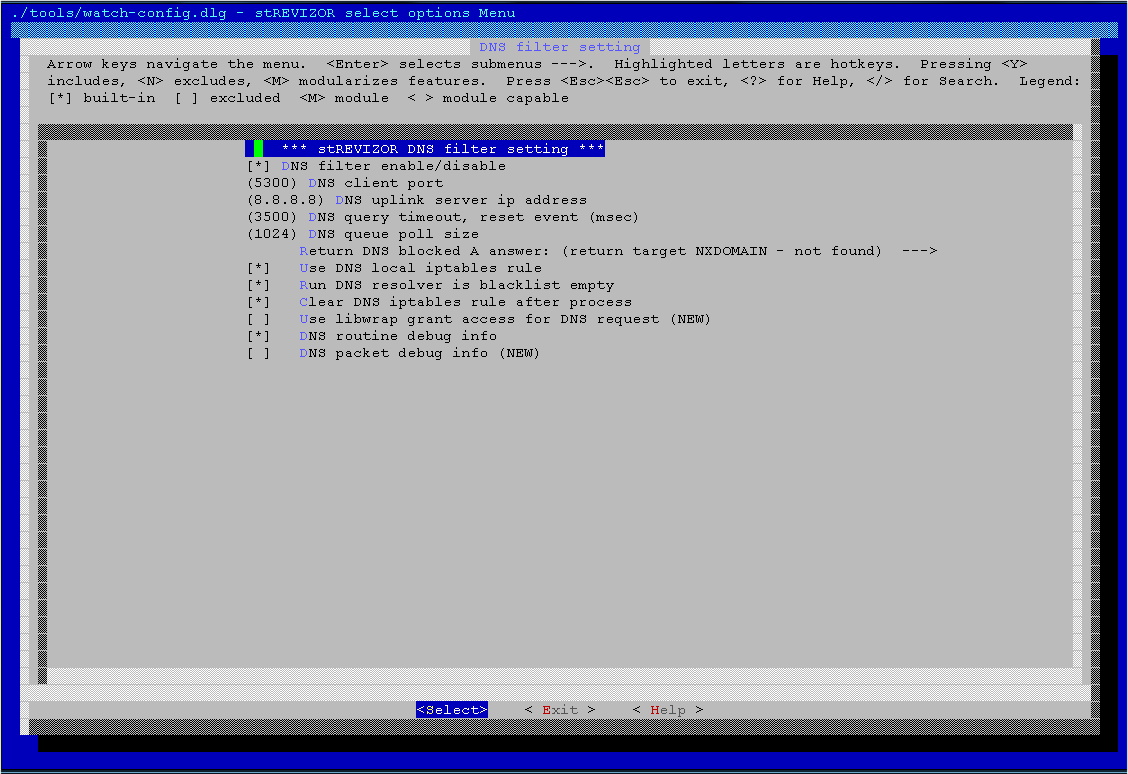 ./tools/watch-config.dlg - stREVIZOR select options Menu
DNS filter setting
Arrow keys navigate the menu.  <Enter> selects submenus --->.  Highlighted letters are hotkeys.  Pressing <Y>
includes, <N> excludes, <M> modularizes features.  Press <Esc><Esc> to exit, <?> for Help, </> for Search.  Legend:
[*] built-in  [ ] excluded  <M> module  < > module capable
*** stREVIZOR DNS filter setting ***
[*] DNS filter enable/disable
(5300) DNS client port
(8.8.8.8) DNS uplink server ip address
(3500) DNS query timeout, reset event (msec)
(1024) DNS queue poll size
Return DNS blocked A answer: (return target NXDOMAIN - not found)  --->
[*]   Use DNS local iptables rule
[*]   Run DNS resolver is blacklist empty
[*]   Clear DNS iptables rule after process
[ ]   Use libwrap grant access for DNS request (NEW)
[*]   DNS routine debug info
[ ]   DNS packet debug info (NEW)
<Select>    < Exit >    < Help >